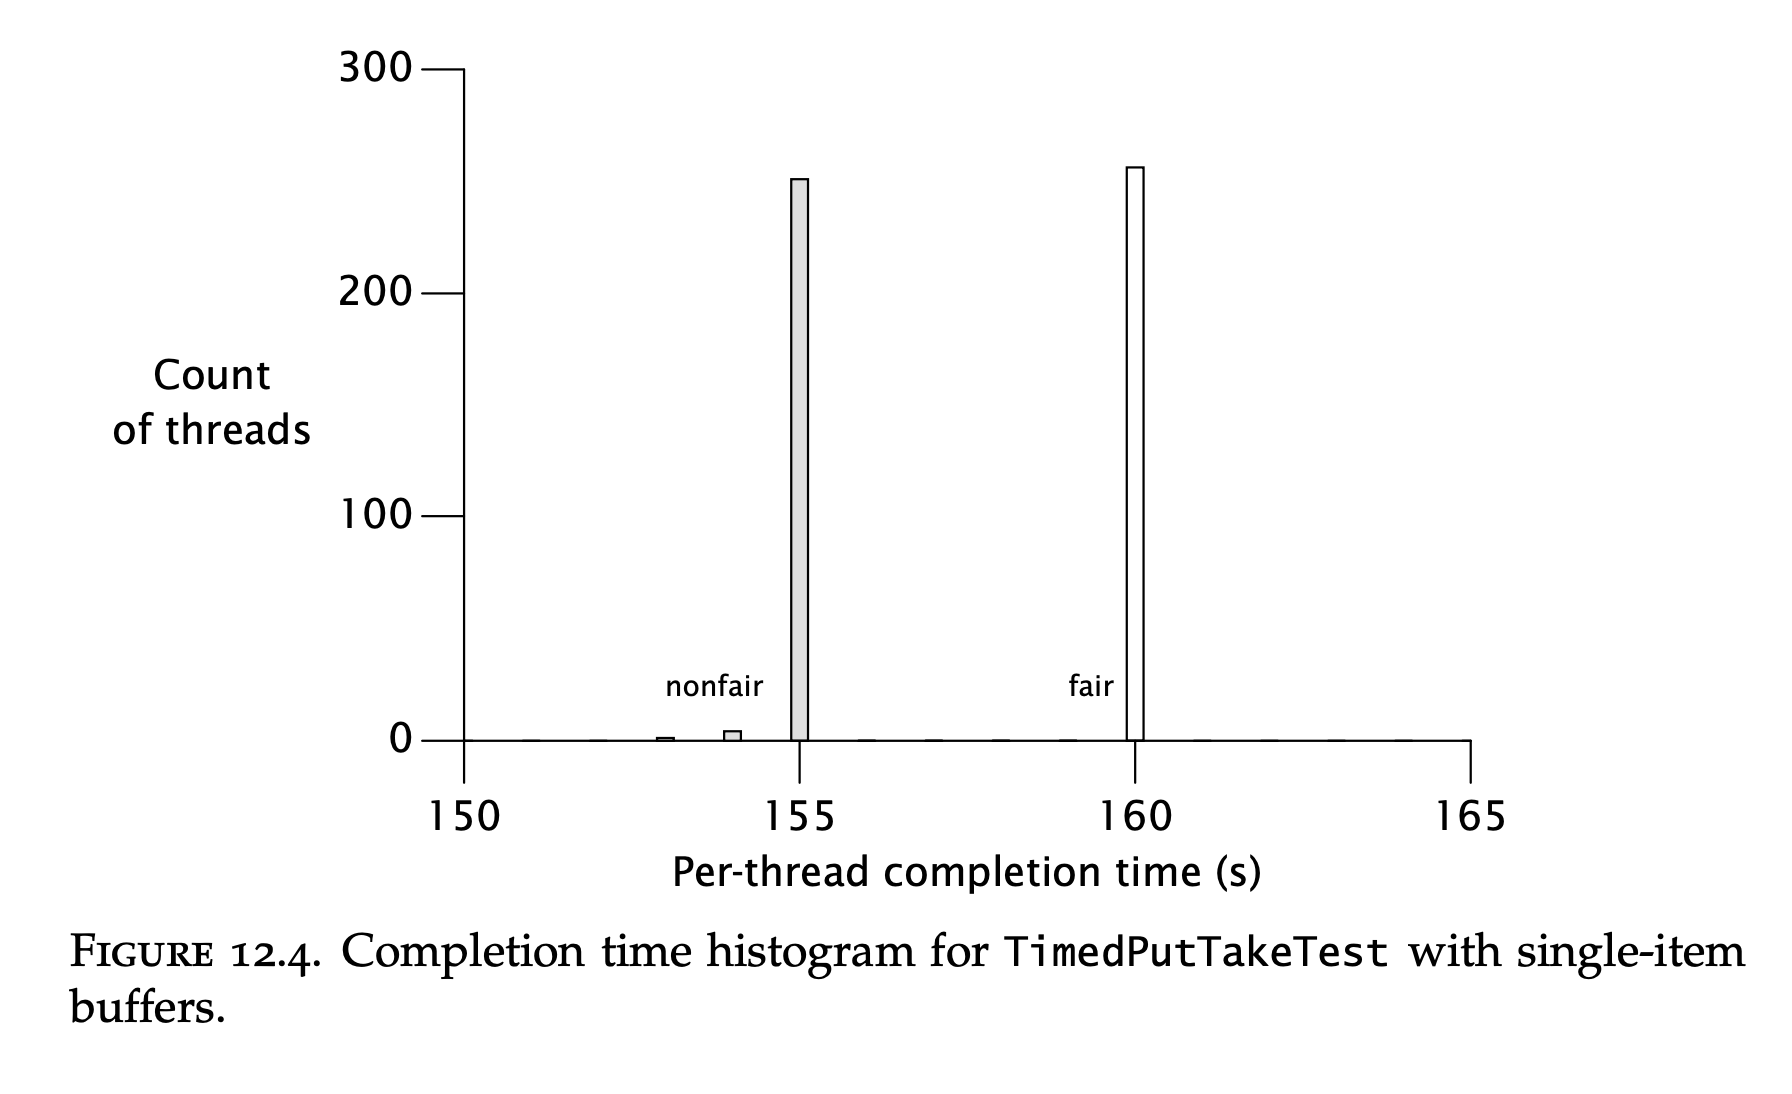 300
200
Count
of threads
100
nonfair
fair
0
150
155
160
165
Per-thread completion time (s)
FIGURE 12.4. Completion time histogram for TimedPutTakeTest with single-item
buffers.